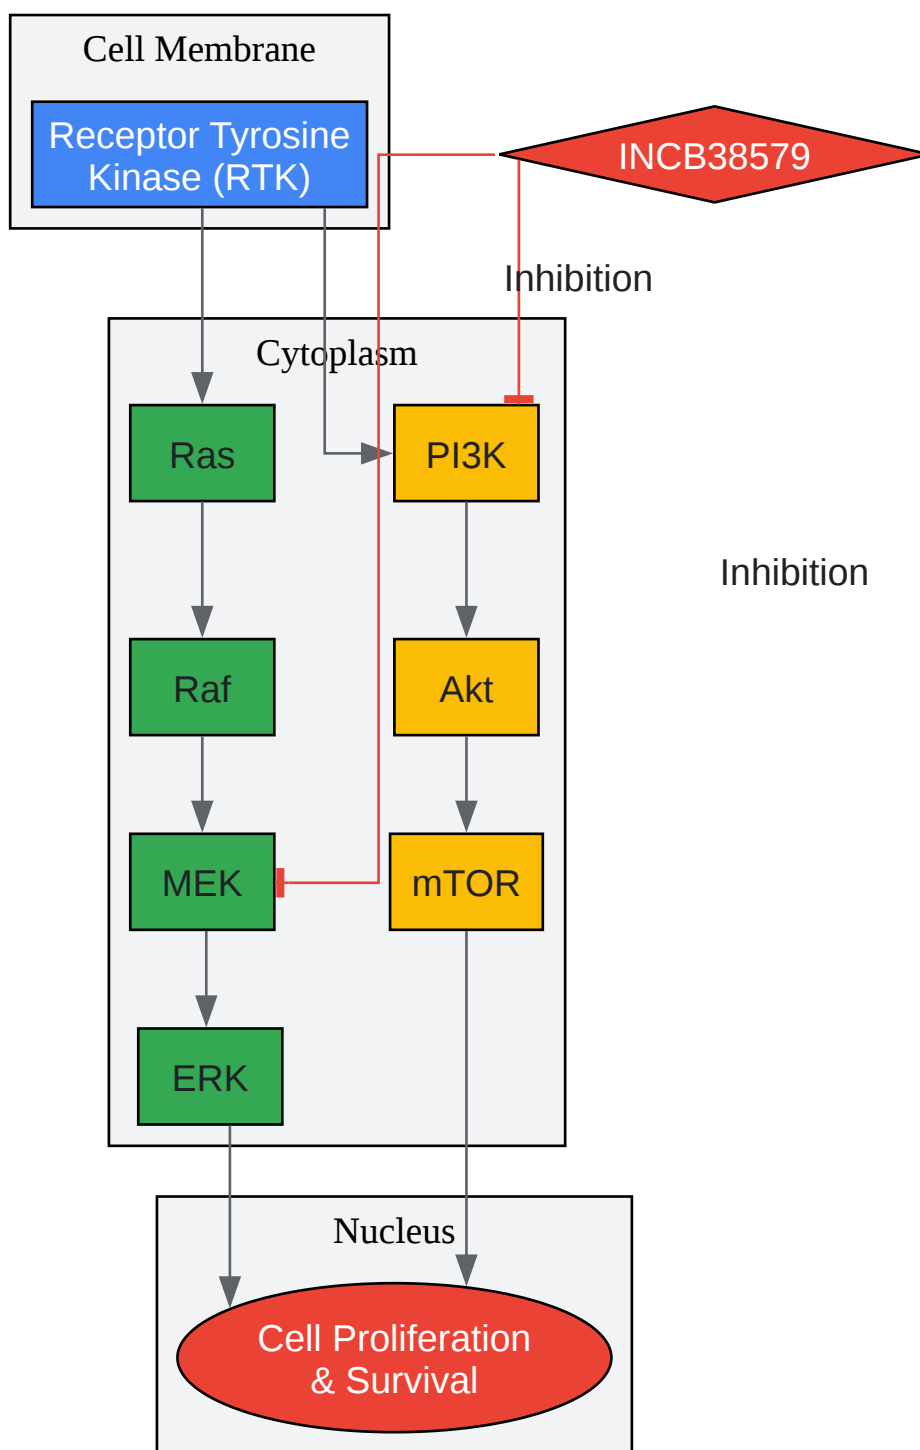 Cell Membrane
Receptor Tyrosine
Kinase (RTK)
INCB38579
Inhibition
Cytoplasm
Ras
PI3K
Inhibition
Raf
Akt
MEK
mTOR
ERK
Nucleus
Cell Proliferation
& Survival